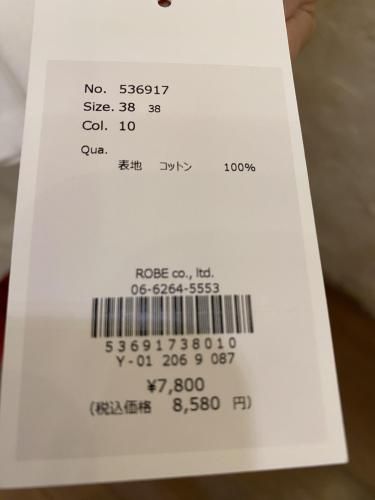 No. 536917
Size. 38 38
Col. 10
Qua.
表地 コットン 100%
ROBE co., ltd.
06-6264-5553
53691738010
Y-01 206 9 087
¥7,800
(税込価格 8,580 円)